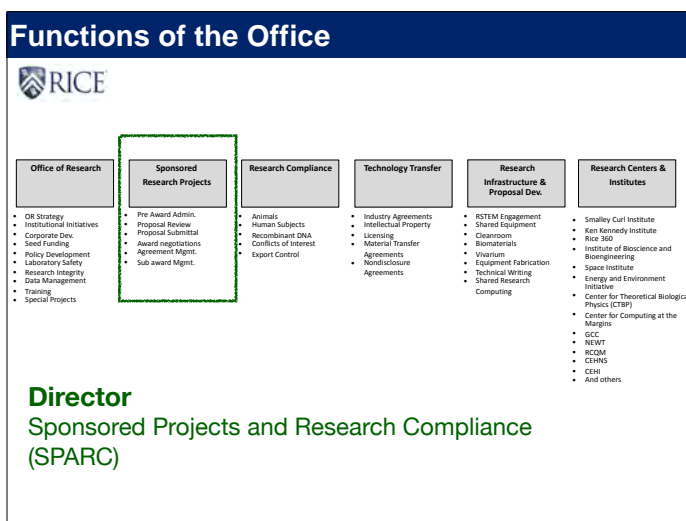 Functions of the Office
RICE
Office of Research
OR Strategy
Institutional Initiatives
Corporate Dev.
Seed Funding
Policy Development
Laboratory Safety
Research Integrity
Data Management
Training
Special Projects
Sponsored
Research Projects
Pre Award Admin.
Proposal Review
Proposal Submittal
Award negotiations
Agreement Mgmt.
Sub award Mgmt.
Research Compliance
Animals
Human Subjects
Recombinant DNA
Conflicts of Interest
Export Control
Technology Transfer
Industry Agreements
Intellectual Property
Licensing
Material Transfer
Agreements
Nondisclosure
Agreements
Research
Infrastructure &
Proposal Dev.
RSTEM Engagement
Shared Equipment
Cleanroom
Biomaterials
Vivarium
Equipment Fabrication
Technical Writing
Shared Research
Computing
Research Centers &
Institutes
Smalley Curl Institute
Ken Kennedy Institute
Rice 360
Institute of Bioscience and
Bioengineering
Space Institute
Energy and Environment
Initiative
Center for Theoretical Biologica
Physics (CTBP)
Center for Computing at the
Margins
GCC
NEWT
RCQM
CEHNS
CEHI
And others
Director
Sponsored Projects and Research Compliance
(SPARC)